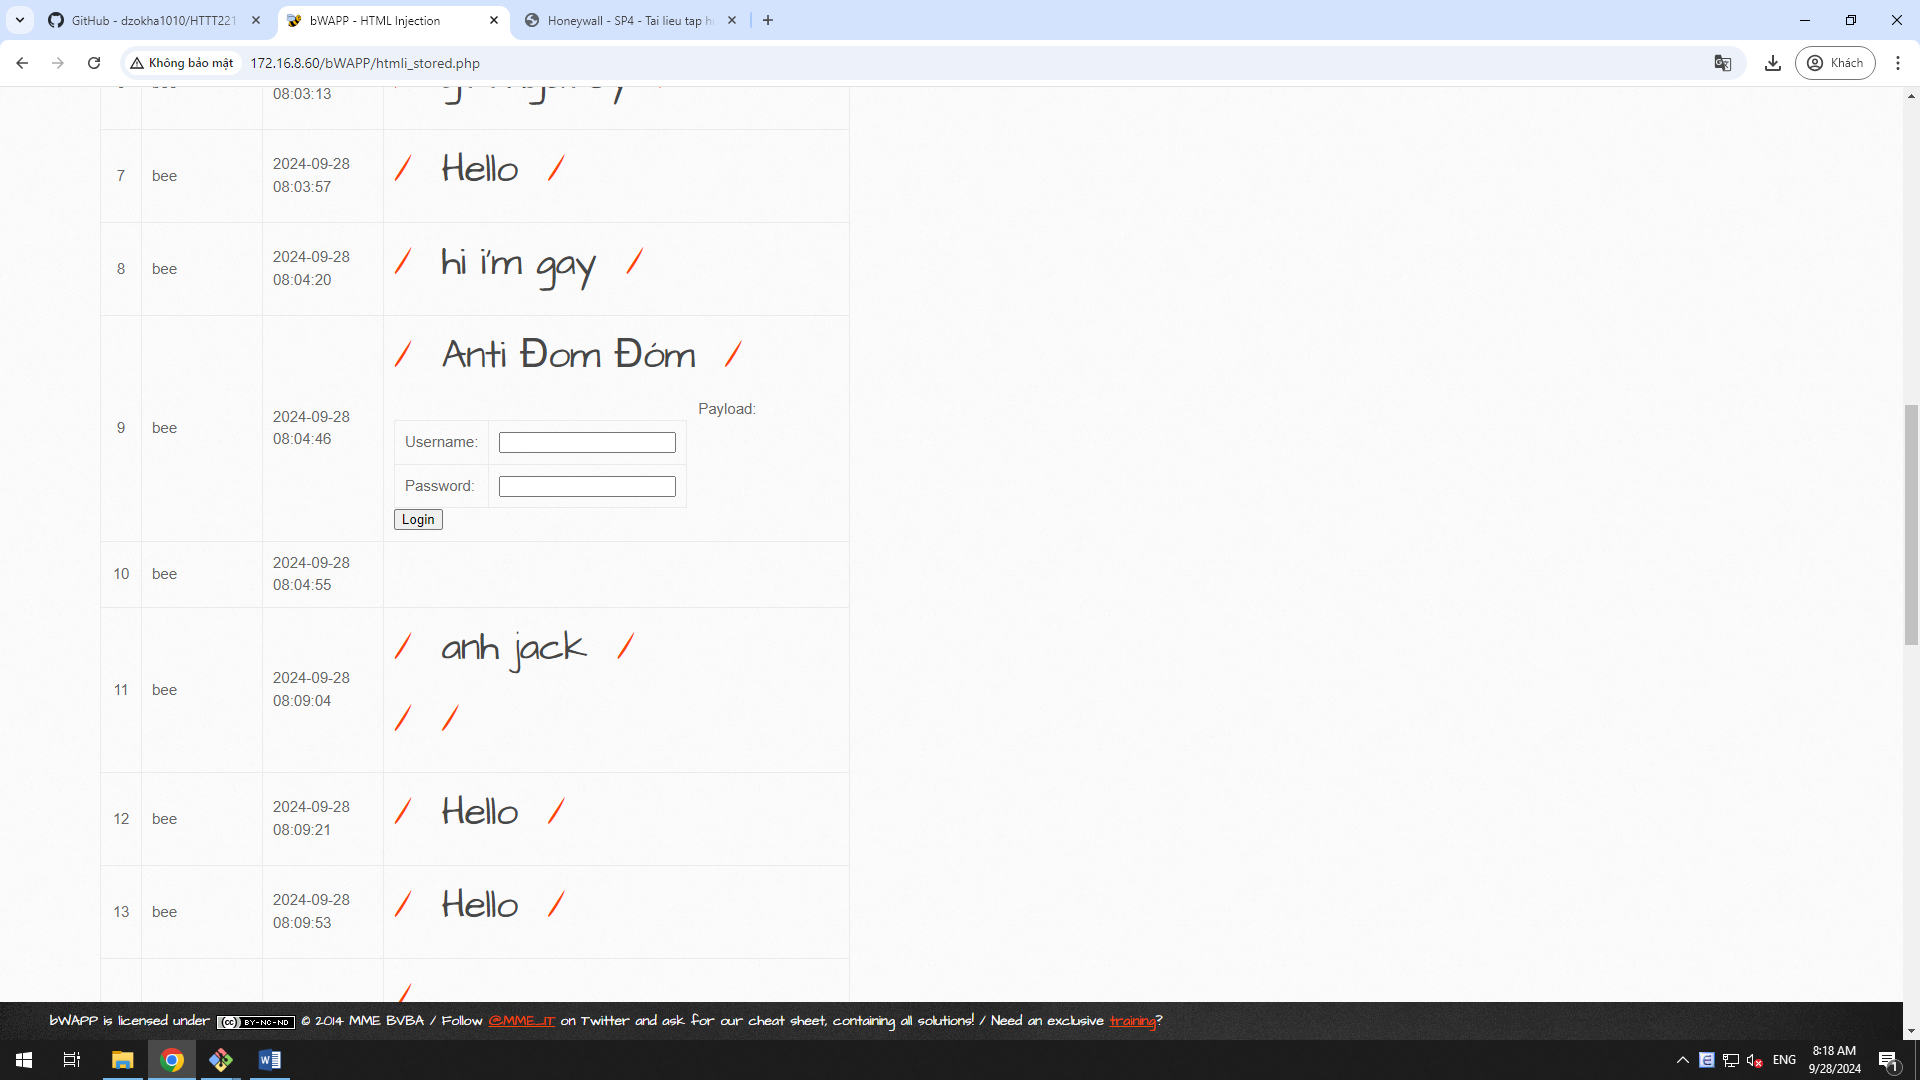 GitHub - dzokha1010/HTTT221
bWAPP - HTML Injection
Honeywall - SP4 - Tai lieu tap h
Không bảo mật
172.16.8.60/bWAPP/htmli_stored.php
Khách
08:03:13
7 bee 2024-09-28 08:03:57 / Hello /
8 bee 2024-09-28 08:04:20 / hi i'm gay /
9 bee 2024-09-28 08:04:46 / Anti Đom Đóm /
Payload:
Username:
Password:
Login
10 bee 2024-09-28 08:04:55
11 bee 2024-09-28 08:09:04 / anh jack /
/ /
12 bee 2024-09-28 08:09:21 / Hello /
13 bee 2024-09-28 08:09:53 / Hello /
/
bWAPP is licensed under (cc) BY-NC-ND © 2014 MME BVBA / Follow @MME_IT on Twitter and ask for our cheat sheet, containing all solutions! / Need an exclusive training?
ENG
8:18 AM
9/28/2024
1